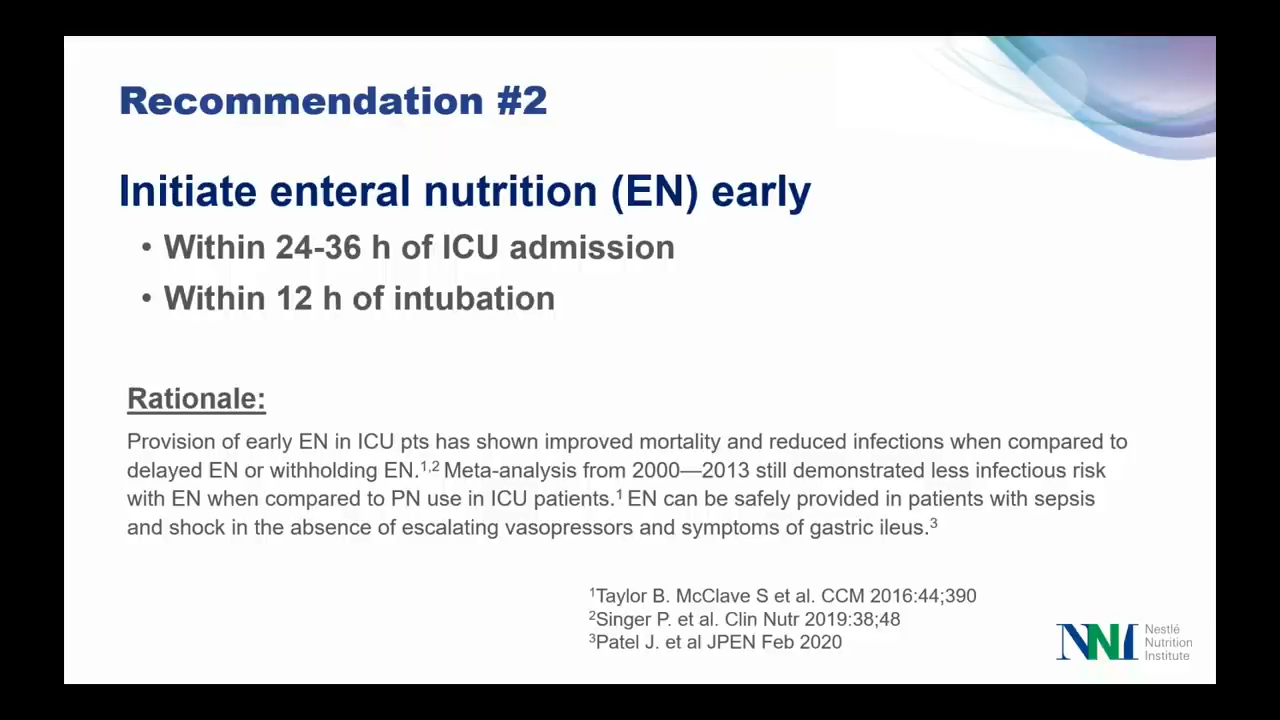 Recommendation #2
Initiate enteral nutrition (EN) early
• Within 24-36 h of ICU admission
• Within 12 h of intubation
Rationale:
Provision of early EN in ICU pts has shown improved mortality and reduced infections when compared to
delayed EN or withholding EN.1,2 Meta-analysis from 2000—2013 still demonstrated less infectious risk
with EN when compared to PN use in ICU patients.1 EN can be safely provided in patients with sepsis
and shock in the absence of escalating vasopressors and symptoms of gastric ileus.3
1Taylor B. McClave S et al. CCM 2016:44;390
2Singer P. et al. Clin Nutr 2019:38;48
3Patel J. et al JPEN Feb 2020
NNI
Nestlé
Nutrition
Institute